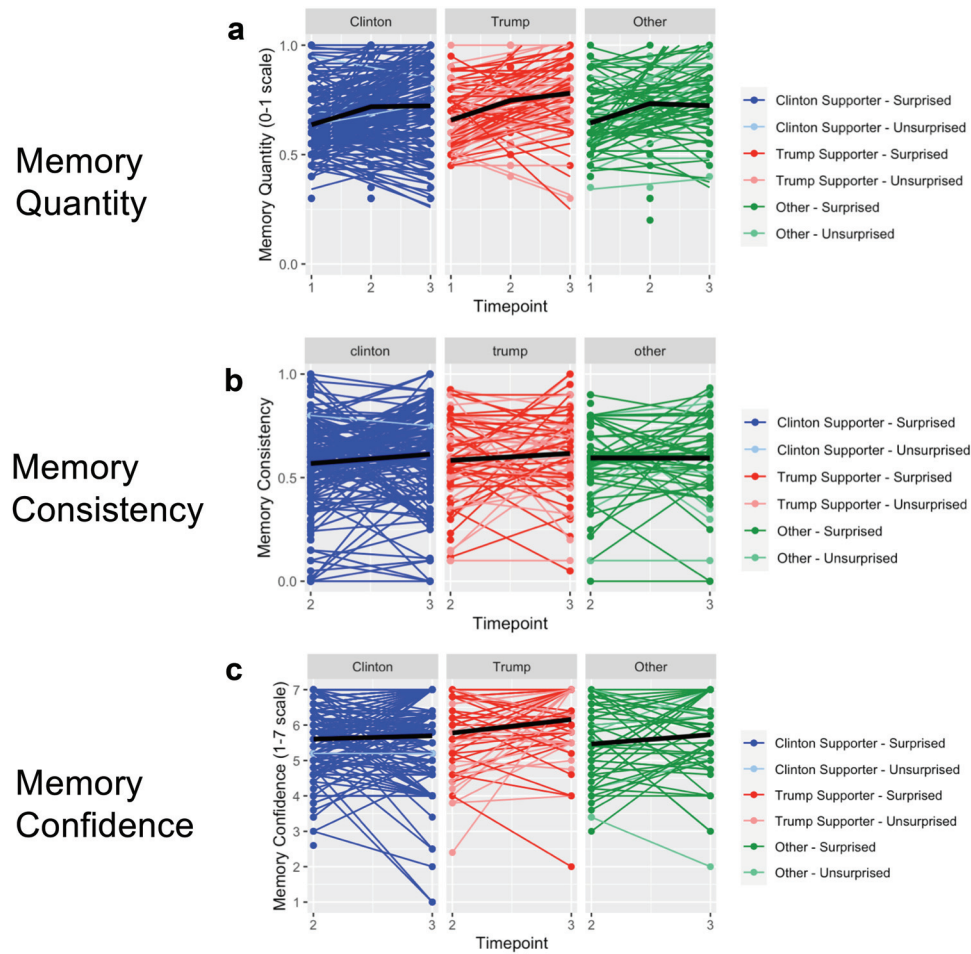 a
Clinton
Trump
Other
Memory
Quantity
Memory Quantity (0-1 scale)
1.0
0.5
0.0
1 2 3
1 2 3
1 2 3
Timepoint
Clinton Supporter - Surprised
Clinton Supporter - Unsurprised
Trump Supporter - Surprised
Trump Supporter - Unsurprised
Other - Surprised
Other - Unsurprised
b
clinton
trump
other
Memory
Consistency
Memory Consistency
1.0
0.5
0.0
2 3
2 3
2 3
Timepoint
Clinton Supporter - Surprised
Clinton Supporter - Unsurprised
Trump Supporter - Surprised
Trump Supporter - Unsurprised
Other - Surprised
Other - Unsurprised
c
Clinton
Trump
Other
Memory
Confidence
Memory Confidence (1-7 scale)
7
6
5
4
3
2
1
2 3
2 3
2 3
Timepoint
Clinton Supporter - Surprised
Clinton Supporter - Unsurprised
Trump Supporter - Surprised
Trump Supporter - Unsurprised
Other - Surprised
Other - Unsurprised